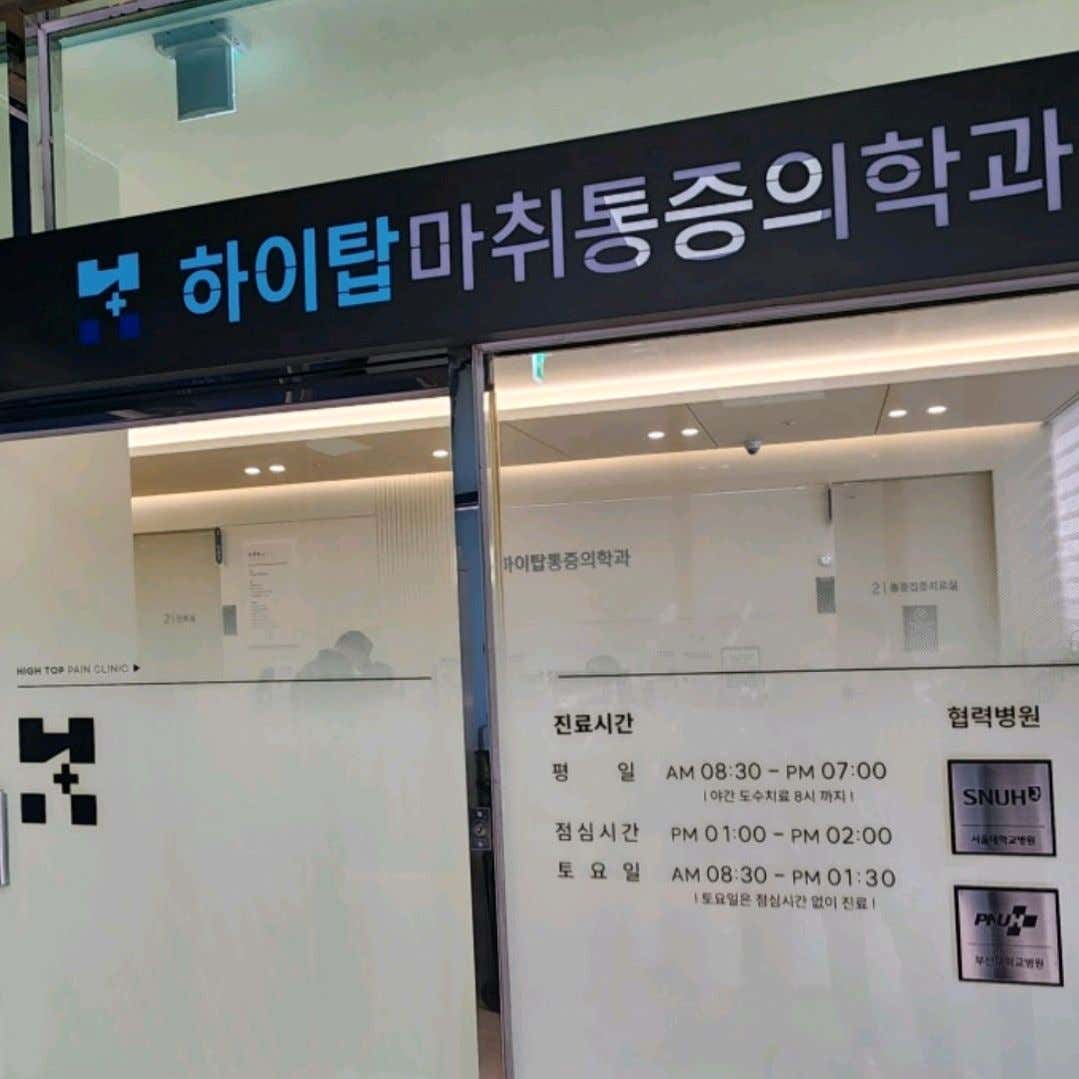 하이탑마취통증의학과
하이탑통증의학과
HIGH TOP PAIN CLINIC ▶
진료시간
평 일 AM 08:30 - PM 07:00
| 야간 도수치료 8시 까지 |
점심시간 PM 01:00 - PM 02:00
토 요 일 AM 08:30 - PM 01:30
| 토요일은 점심시간 없이 진료 |
협력병원
SNUH
서울대학교병원
PNUH
부산대학교병원